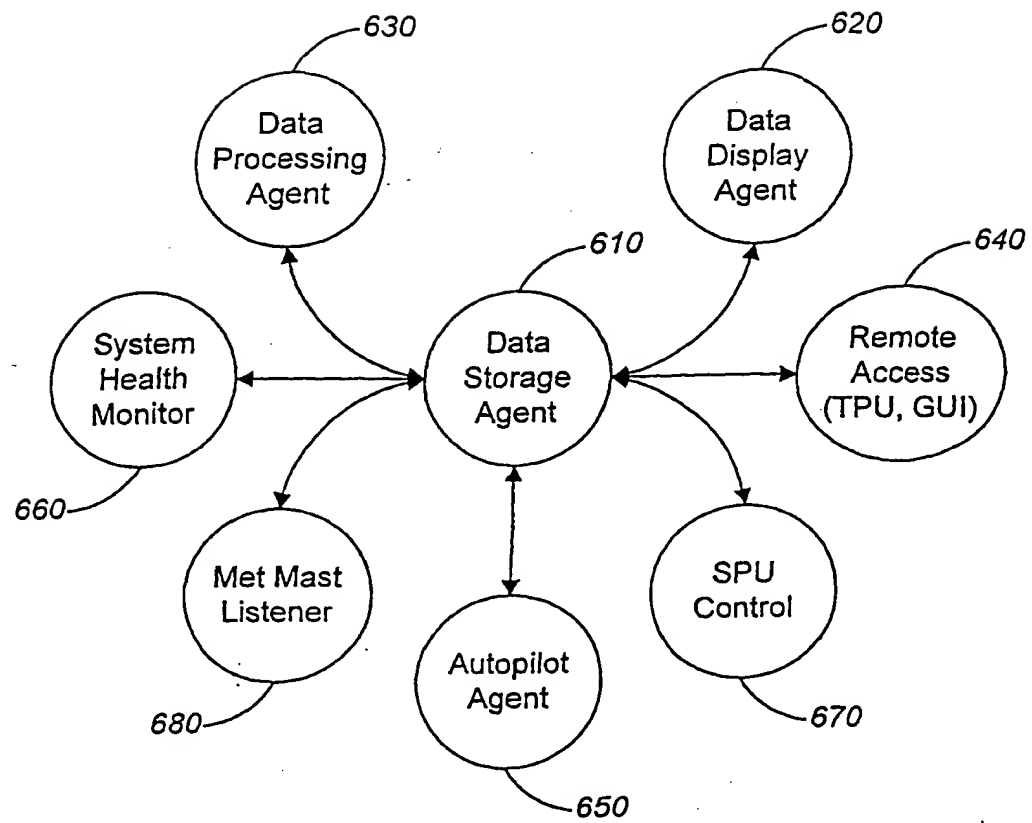 630
620
Data
Processing
Agent
Data
Display
Agent
610
640
System
Health
Monitor
Data
Storage
Agent
Remote
Access
(TPU, GUI)
660
Met Mast
Listener
SPU
Control
Autopilot
Agent
680
670
650